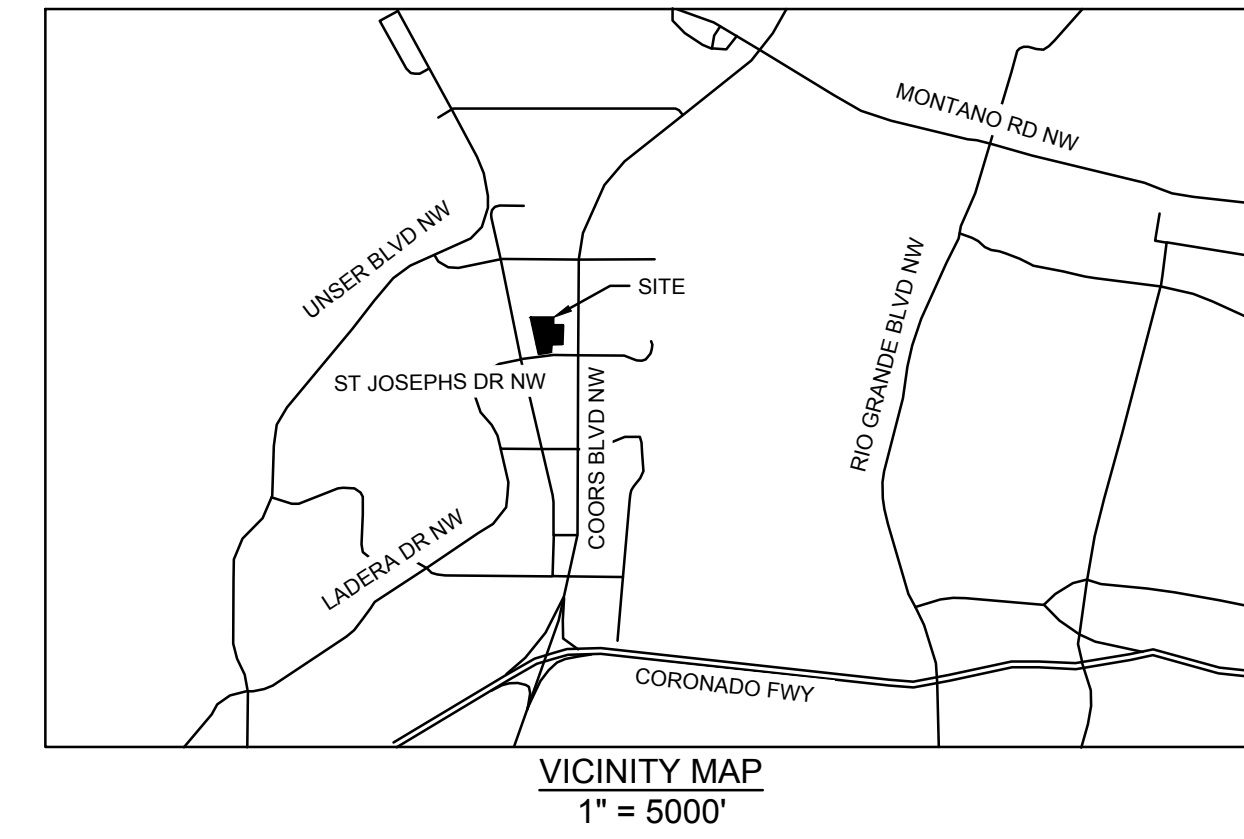 MONTANO RD NW
UNSER BLVD NW
SITE
RIO GRANDE BLVD NW
ST JOSEPHS DR NW
COORS BLVD NW
LADERA DR NW
CORONADO FWY
VICINITY MAP
1" = 5000'